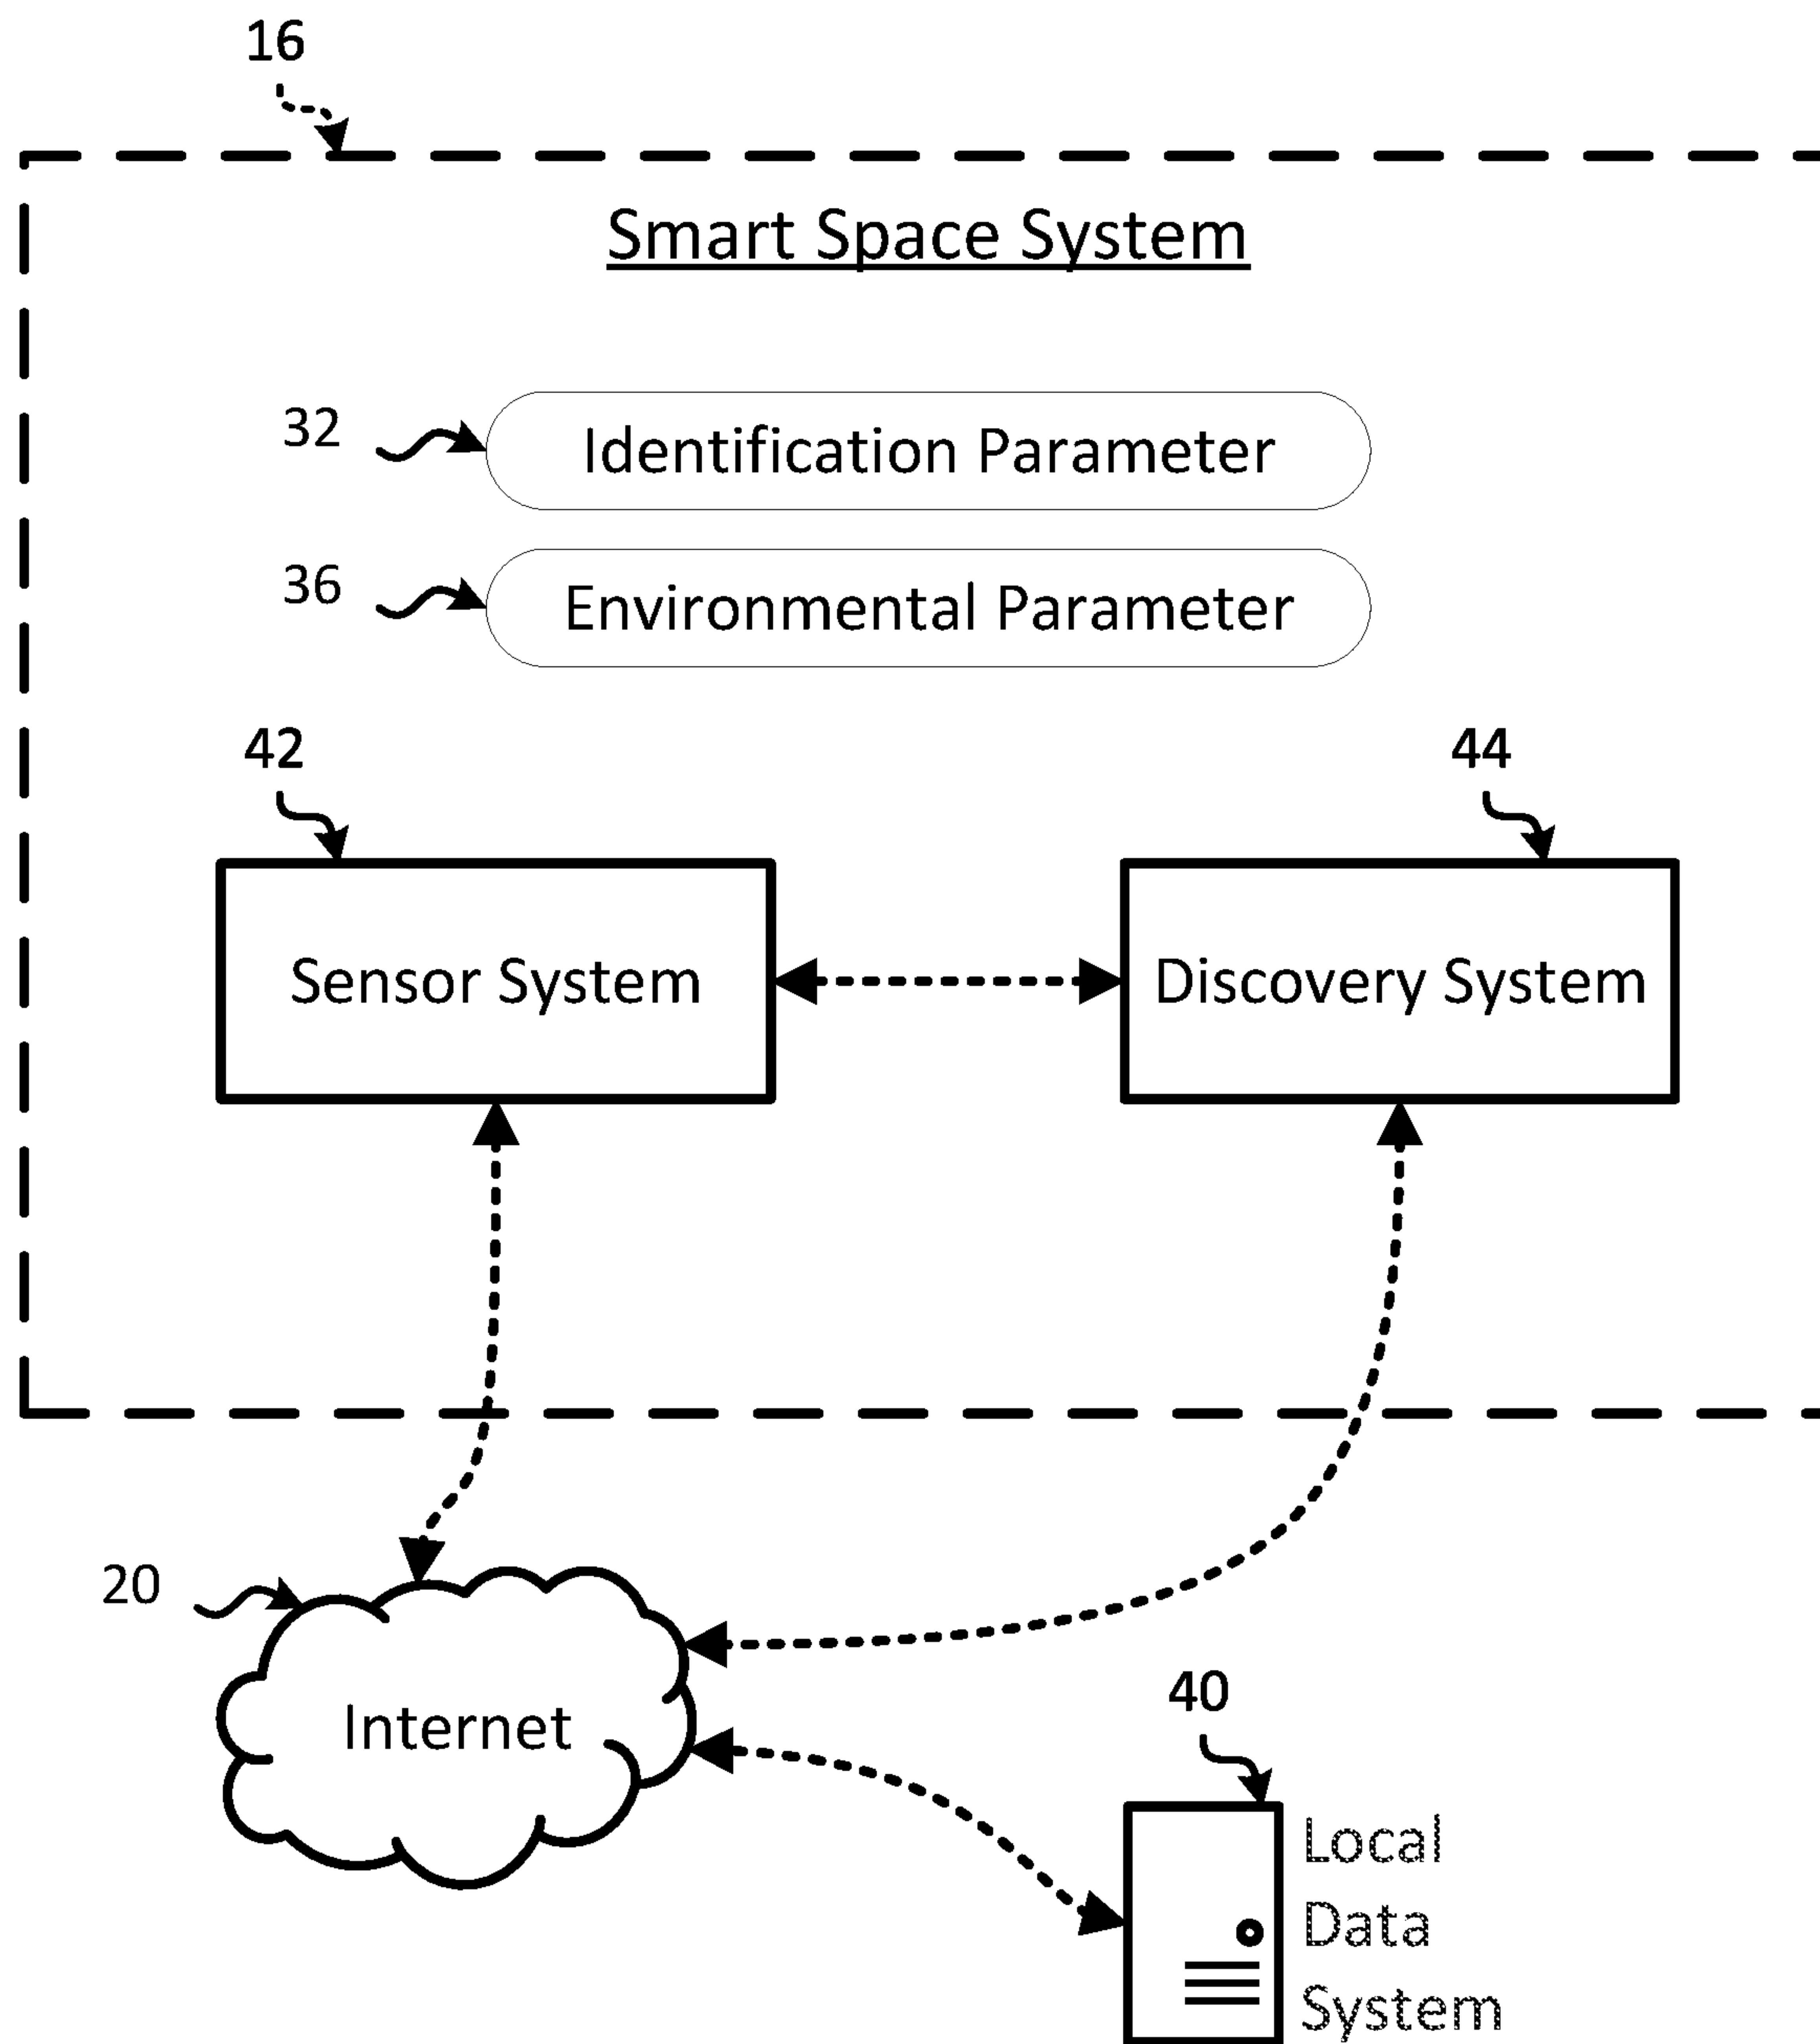 16
Smart Space System
32
Identification Parameter
36
Environmental Parameter
42
44
Sensor System
Discovery System
20
Internet
40
Local
Data
System